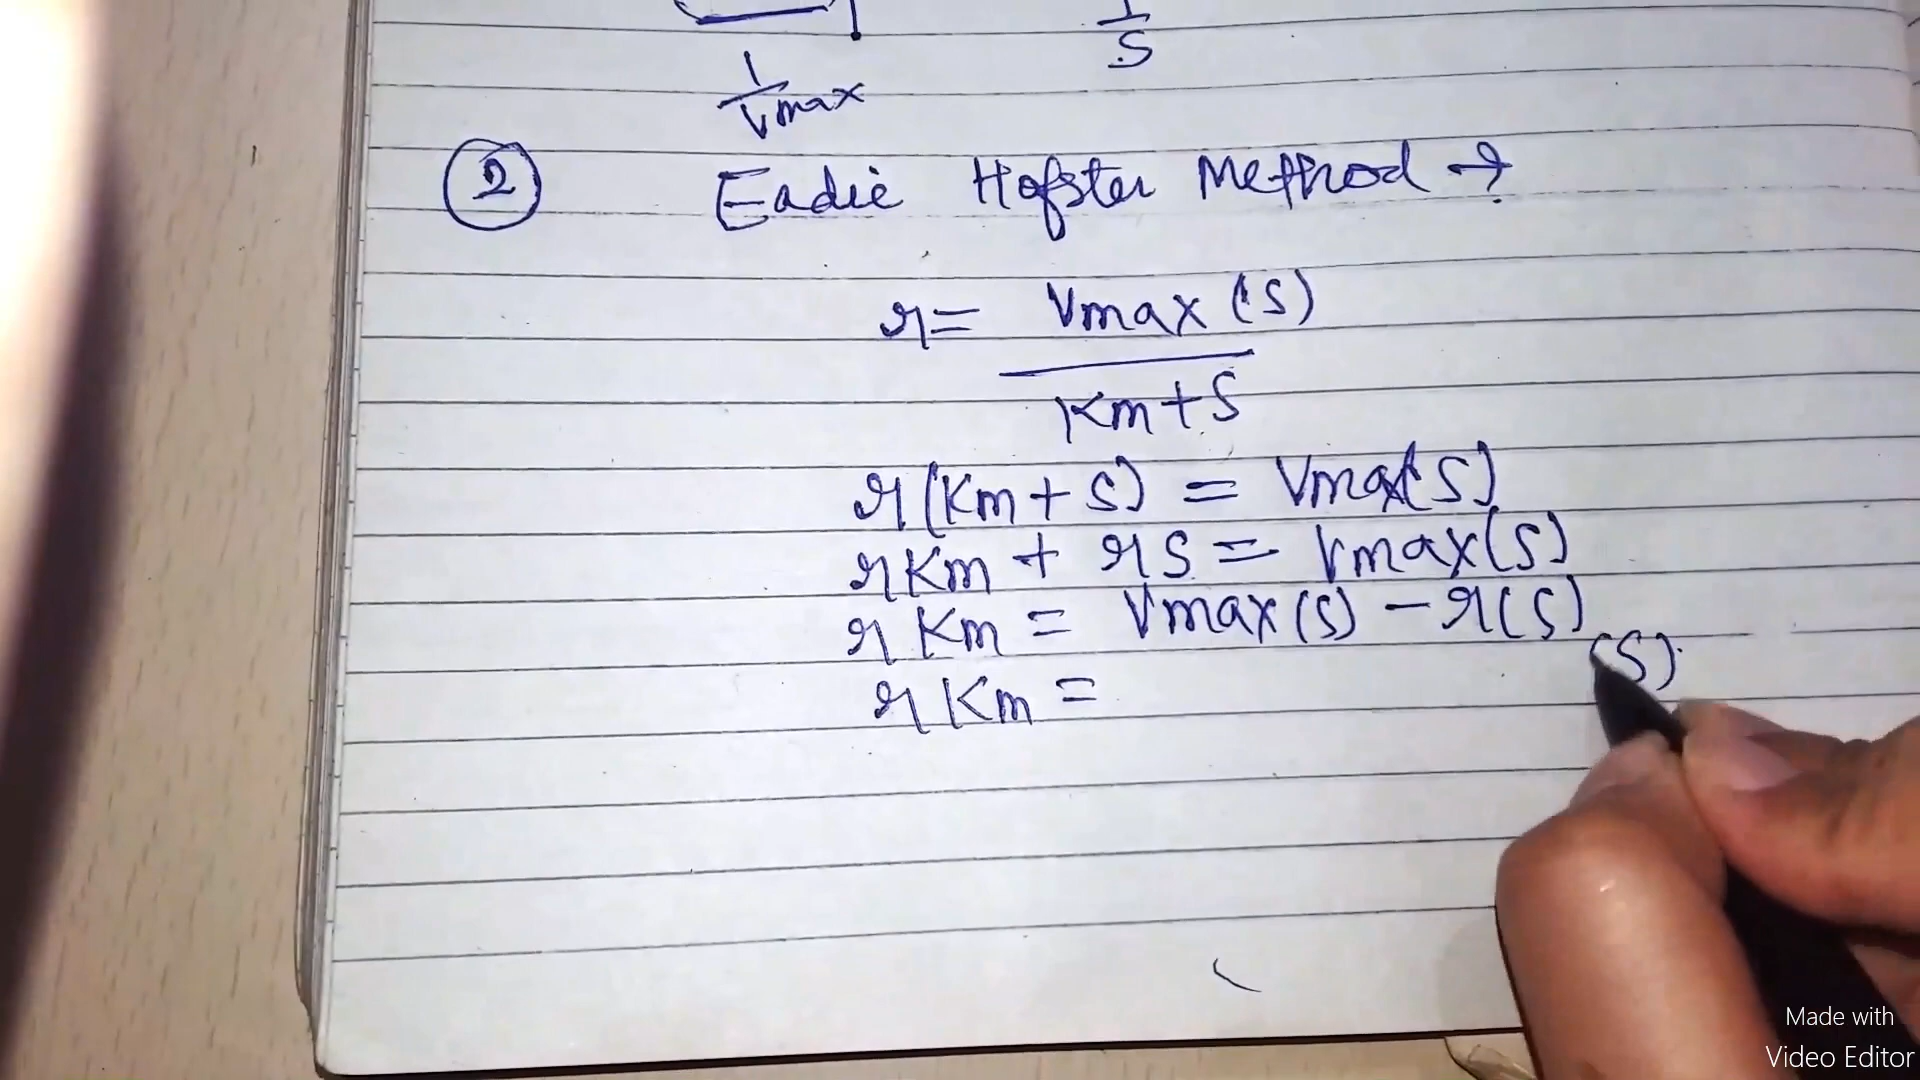 1
S
1
Vmax
2 Eadie Hofster Method →
r = Vmax (S)
Km + S
r (Km + S) = Vmax(S)
r Km + r S = Vmax(S)
r Km = Vmax (S) - r (S)
r Km = (S)
Made with
Video Editor